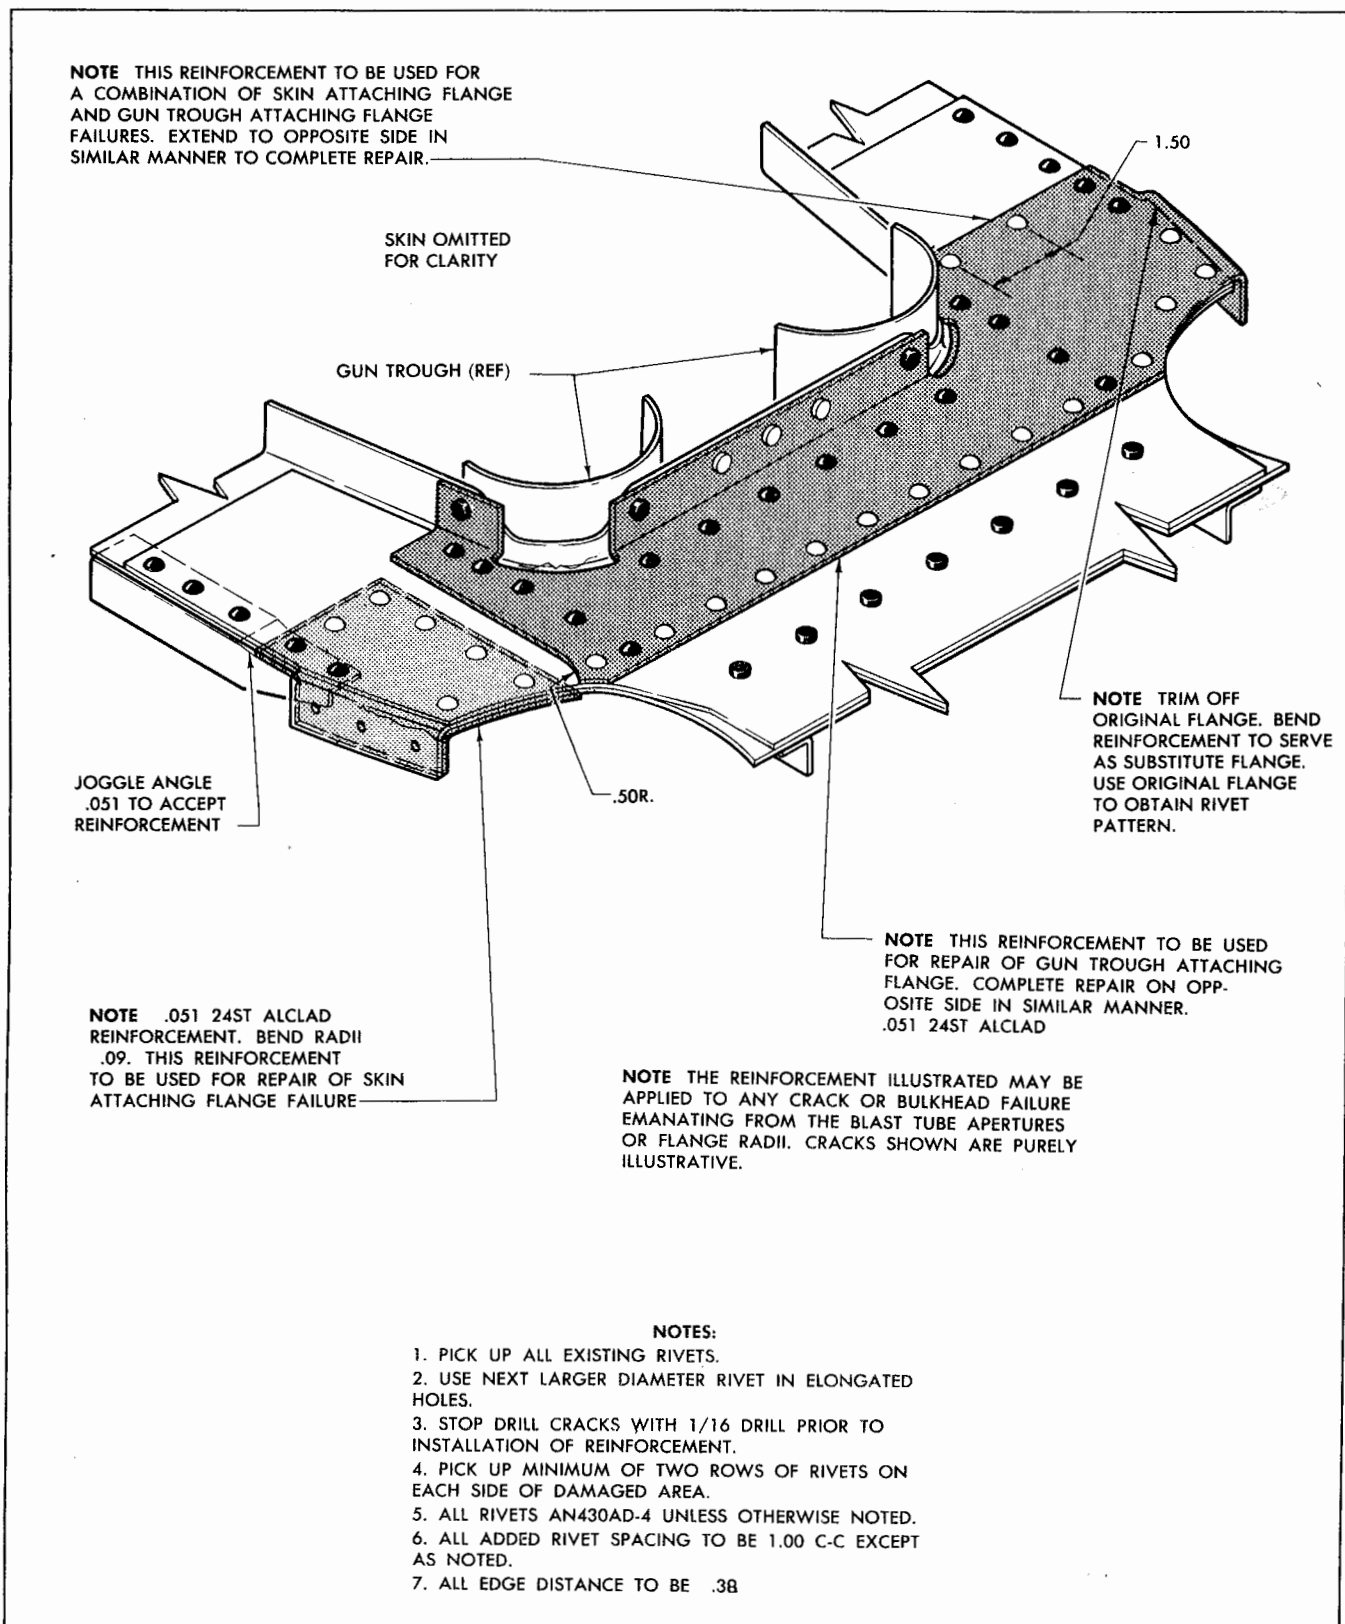 NOTE THIS REINFORCEMENT TO BE USED FOR
A COMBINATION OF SKIN ATTACHING FLANGE
AND GUN TROUGH ATTACHING FLANGE
FAILURES. EXTEND TO OPPOSITE SIDE IN
SIMILAR MANNER TO COMPLETE REPAIR.
1.50
SKIN OMITTED
FOR CLARITY
GUN TROUGH (REF)
NOTE TRIM OFF
ORIGINAL FLANGE. BEND
REINFORCEMENT TO SERVE
AS SUBSTITUTE FLANGE.
USE ORIGINAL FLANGE
TO OBTAIN RIVET
PATTERN.
JOGGLE ANGLE
.051 TO ACCEPT
REINFORCEMENT
.50R.
NOTE THIS REINFORCEMENT TO BE USED
FOR REPAIR OF GUN TROUGH ATTACHING
FLANGE. COMPLETE REPAIR ON OPP-
OSITE SIDE IN SIMILAR MANNER.
.051 24ST ALCLAD
NOTE .051 24ST ALCLAD
REINFORCEMENT. BEND RADII
.09. THIS REINFORCEMENT
TO BE USED FOR REPAIR OF SKIN
ATTACHING FLANGE FAILURE
NOTE THE REINFORCEMENT ILLUSTRATED MAY BE
APPLIED TO ANY CRACK OR BULKHEAD FAILURE
EMANATING FROM THE BLAST TUBE APERTURES
OR FLANGE RADII. CRACKS SHOWN ARE PURELY
ILLUSTRATIVE.
NOTES:
1. PICK UP ALL EXISTING RIVETS.
2. USE NEXT LARGER DIAMETER RIVET IN ELONGATED
HOLES.
3. STOP DRILL CRACKS WITH 1/16 DRILL PRIOR TO
INSTALLATION OF REINFORCEMENT.
4. PICK UP MINIMUM OF TWO ROWS OF RIVETS ON
EACH SIDE OF DAMAGED AREA.
5. ALL RIVETS AN430AD-4 UNLESS OTHERWISE NOTED.
6. ALL ADDED RIVET SPACING TO BE 1.00 C-C EXCEPT
AS NOTED.
7. ALL EDGE DISTANCE TO BE .38